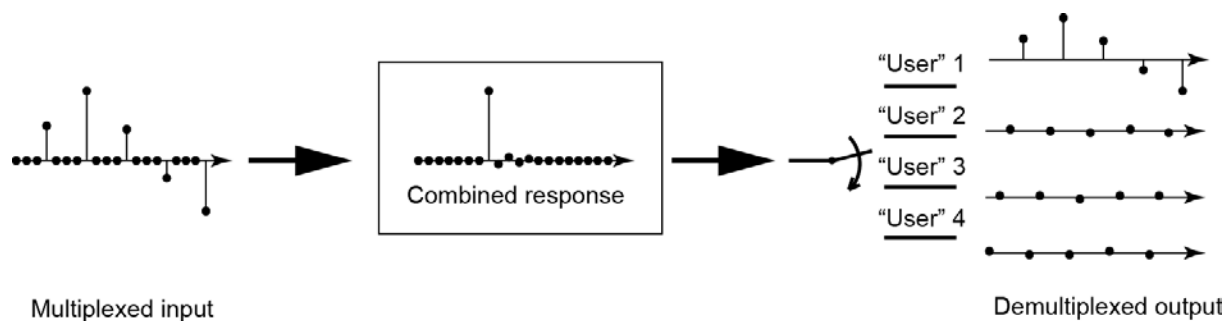 “User” 1
“User” 2
“User” 3
“User” 4
Combined response
Multiplexed input
Demultiplexed output